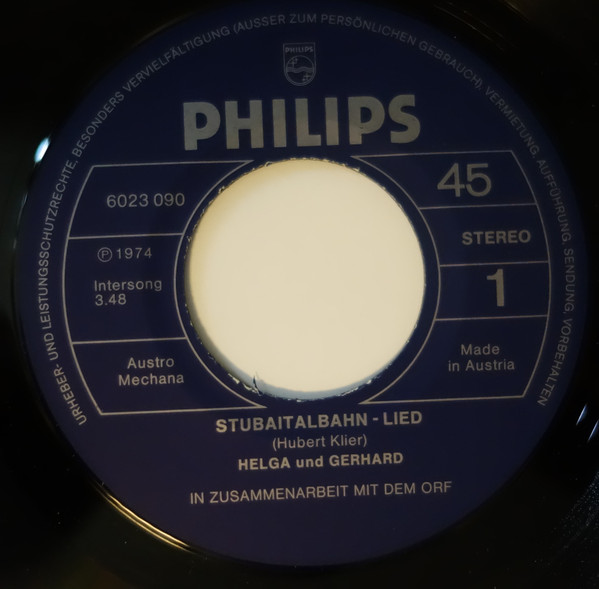 URHEBER- UND LEISTUNGSSCHUTZRECHTE, BESONDERS VERVIELFÄLTIGUNG (AUSSER ZUM PERSÖNLICHEN GEBRAUCH), VERMIETUNG, AUFFÜHRUNG, SENDUNG, VORBEHALTEN
PHILIPS
PHILIPS
6023 090
45
Ⓟ 1974
STEREO
Intersong
3.48
1
Austro
Mechana
Made
in Austria
STUBAITALBAHN - LIED
(Hubert Klier)
HELGA und GERHARD
IN ZUSAMMENARBEIT MIT DEM ORF